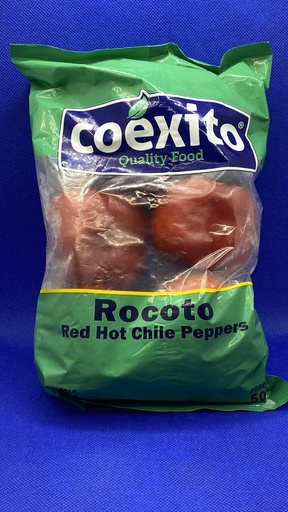 coexito®
Quality Food
Rocoto
Red Hot Chile Peppers